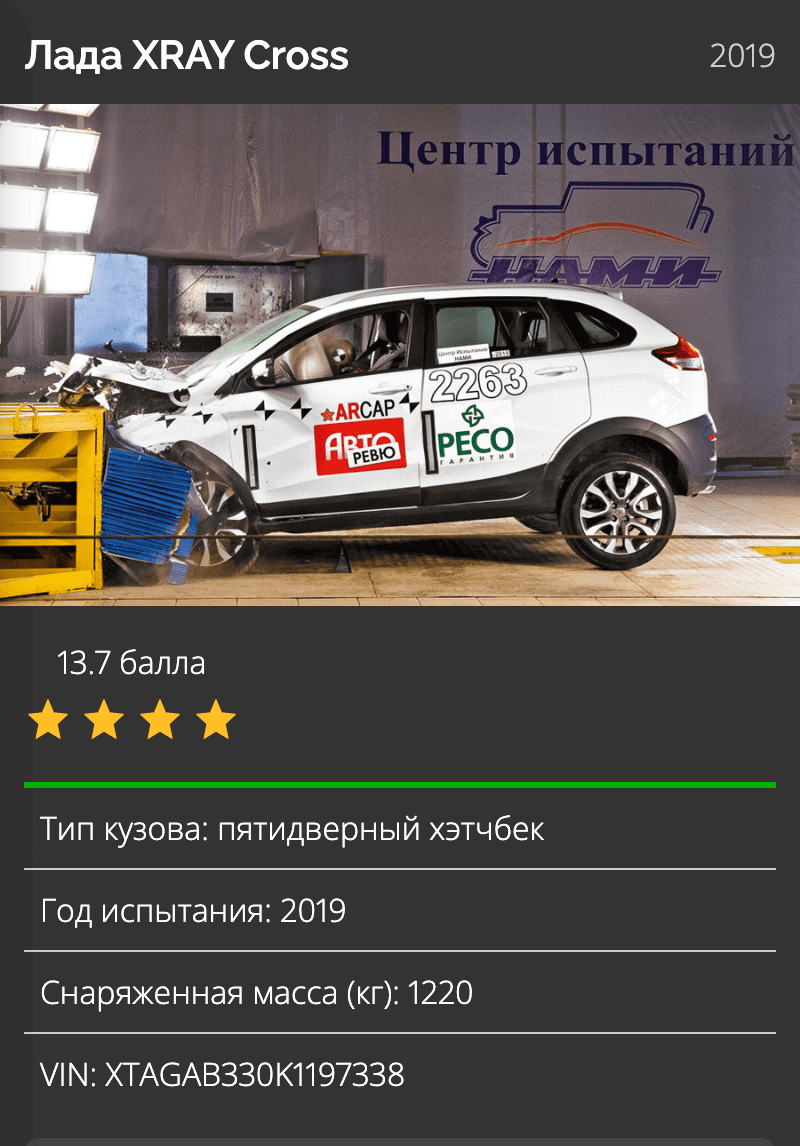 Лада XRAY Cross
2019
Центр испытаний
НАМИ
Центр Испытаний
НАМИ
2019
2263
ARCAP
АВТО
РЕВЮ
РЕСО
ГАРАНТИЯ
13.7 балла
Тип кузова: пятидверный хэтчбек
Год испытания: 2019
Снаряженная масса (кг): 1220
VIN: XTAGAB330K1197338